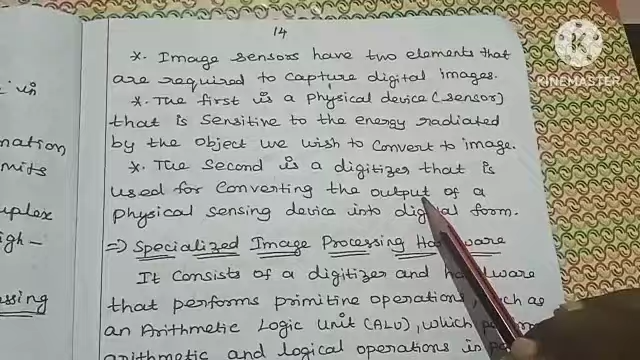 14
*. Image sensors have two elements that
are required to capture digital images.
*. The first is a physical device (sensor)
that is sensitive to the energy radiated
by the object we wish to convert to image.
*. The second is a digitizer that is
used for converting the output of a
physical sensing device into digital form.
⇒ Specialized Image Processing Hardware
It consists of a digitizer and hardware
that performs primitive operations, such as
an Arithmetic Logic Unit (ALU), which
arithmetic and logical operations in
KINEMASTER